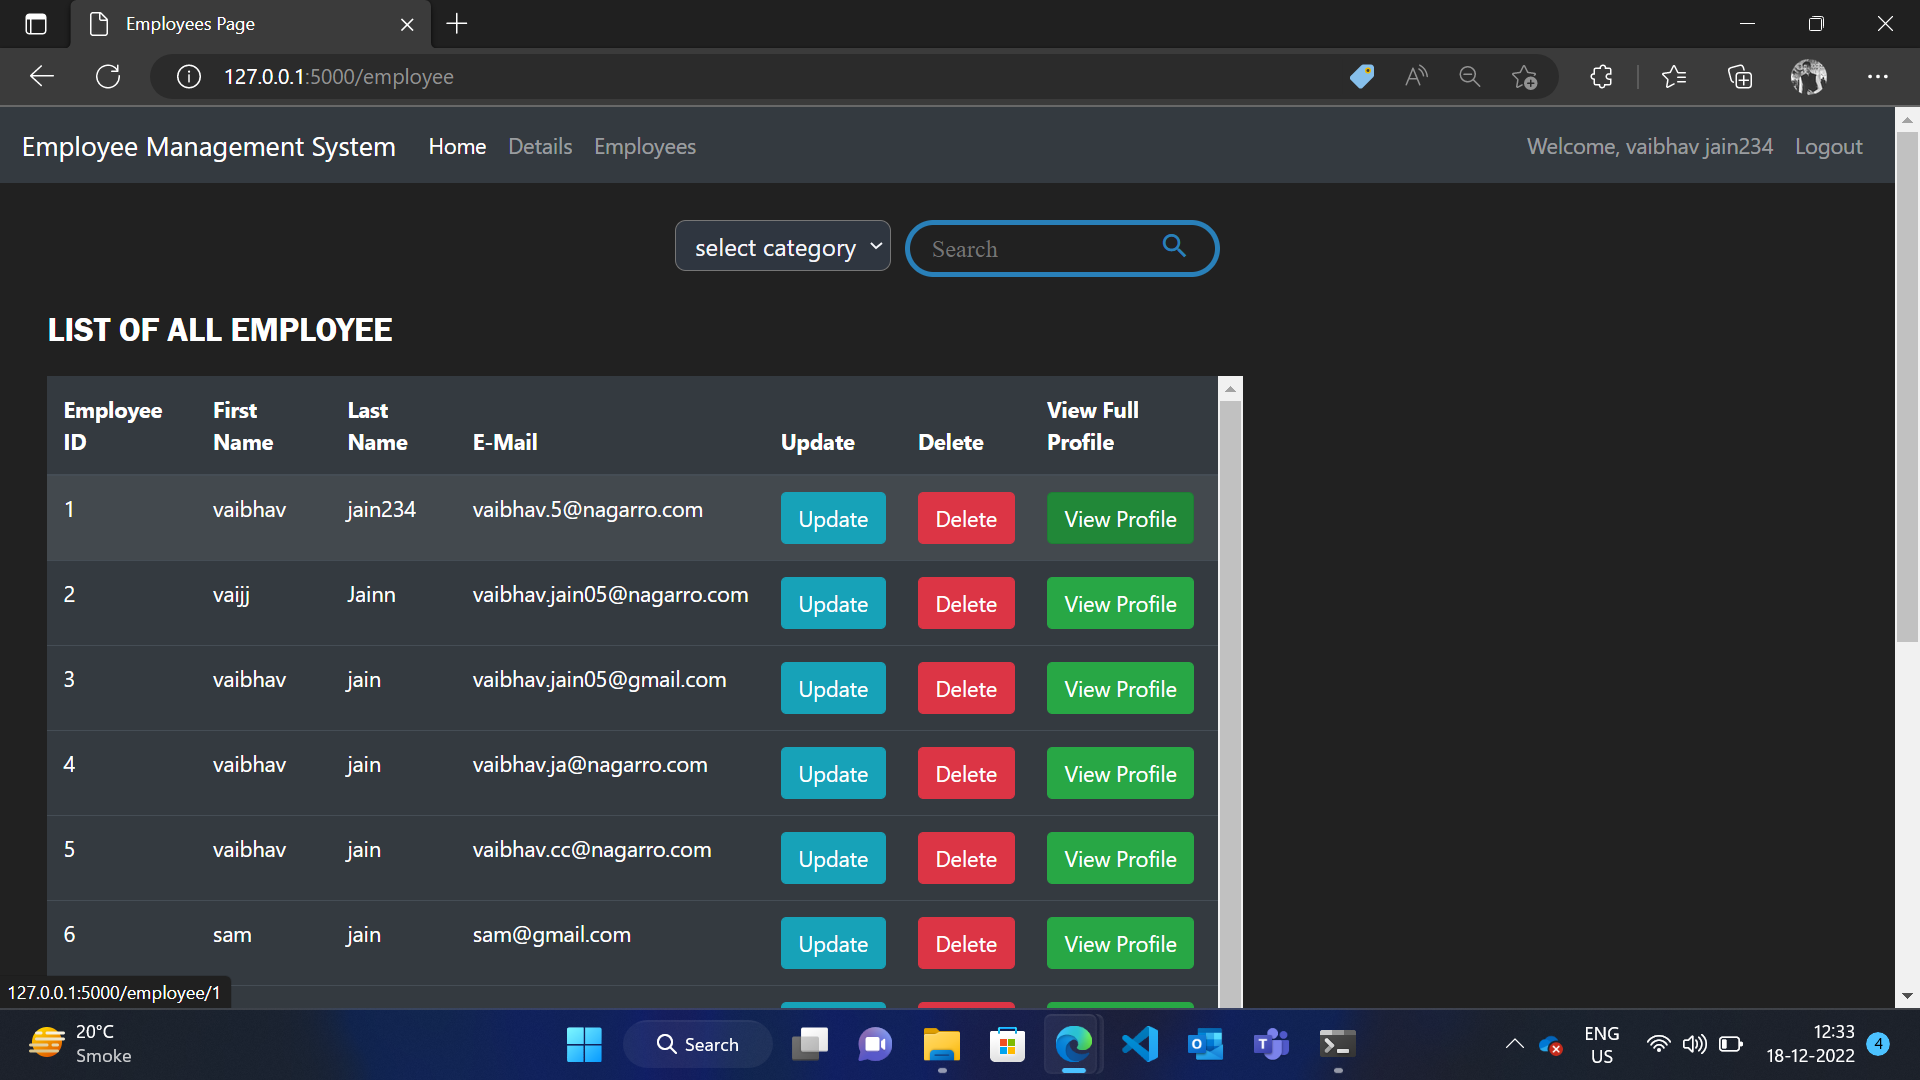 Employees Page
127.0.0.1:5000/employee
Employee Management System Home Details Employees Welcome, vaibhav jain234 Logout
select category Search
LIST OF ALL EMPLOYEE
Employee ID First Name Last Name E-Mail Update Delete View Full Profile
1 vaibhav jain234 vaibhav.5@nagarro.com Update Delete View Profile
2 vaijj Jainn vaibhav.jain05@nagarro.com Update Delete View Profile
3 vaibhav jain vaibhav.jain05@gmail.com Update Delete View Profile
4 vaibhav jain vaibhav.ja@nagarro.com Update Delete View Profile
5 vaibhav jain vaibhav.cc@nagarro.com Update Delete View Profile
6 sam jain sam@gmail.com Update Delete View Profile
127.0.0.1:5000/employee/1
20°C
Smoke
Search
ENG
US
12:33
18-12-2022
4